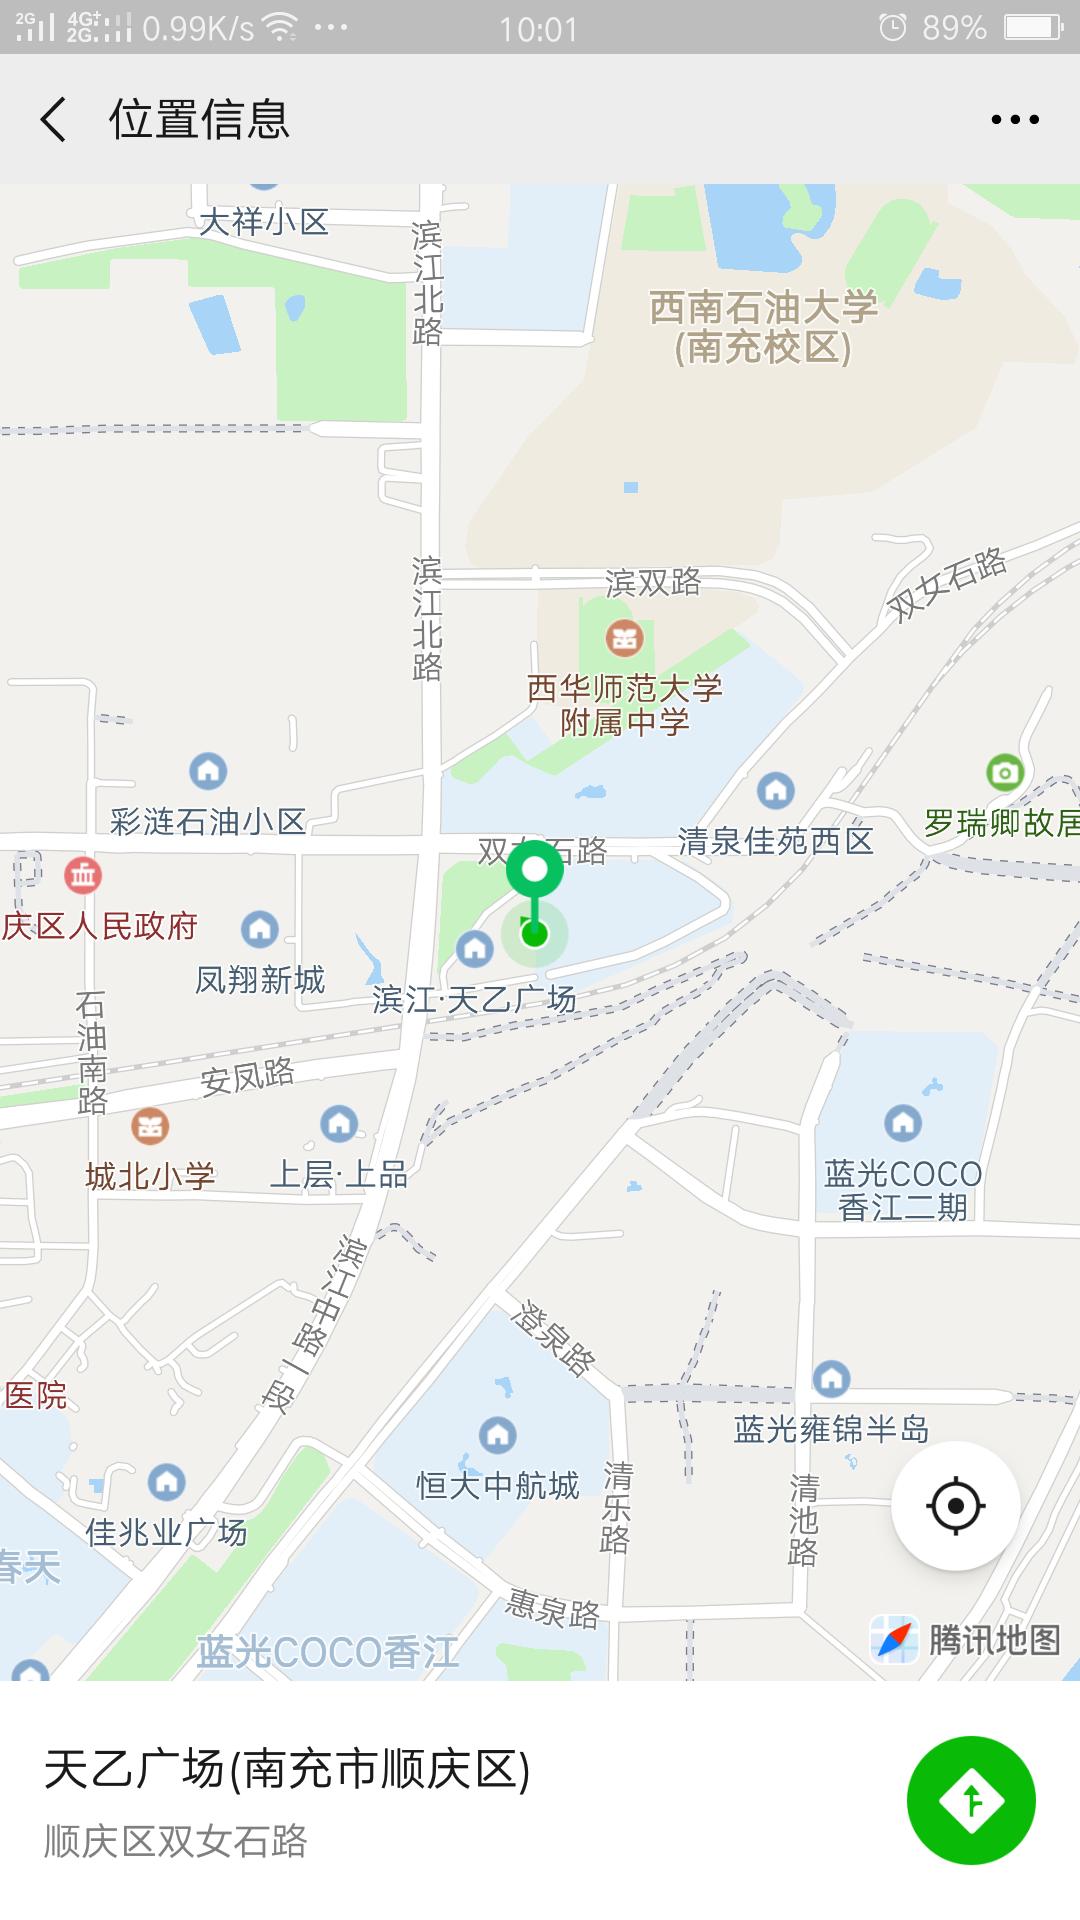 2G 4G+ 2G 0.99K/s 10:01 89%
位置信息
大祥小区
滨江北路
西南石油大学
(南充校区)
滨江北路
滨双路
双女石路
西华师范大学
附属中学
彩涟石油小区
清泉佳苑西区
罗瑞卿故居
双女石路
庆区人民政府
凤翔新城
滨江·天乙广场
石油南路
安凤路
城北小学
上层·上品
蓝光COCO
香江二期
滨江中路一段
澄泉路
医院
蓝光雍锦半岛
恒大中航城
清乐路
清池路
佳兆业广场
春天
惠泉路
蓝光COCO香江
腾讯地图
天乙广场(南充市顺庆区)
顺庆区双女石路